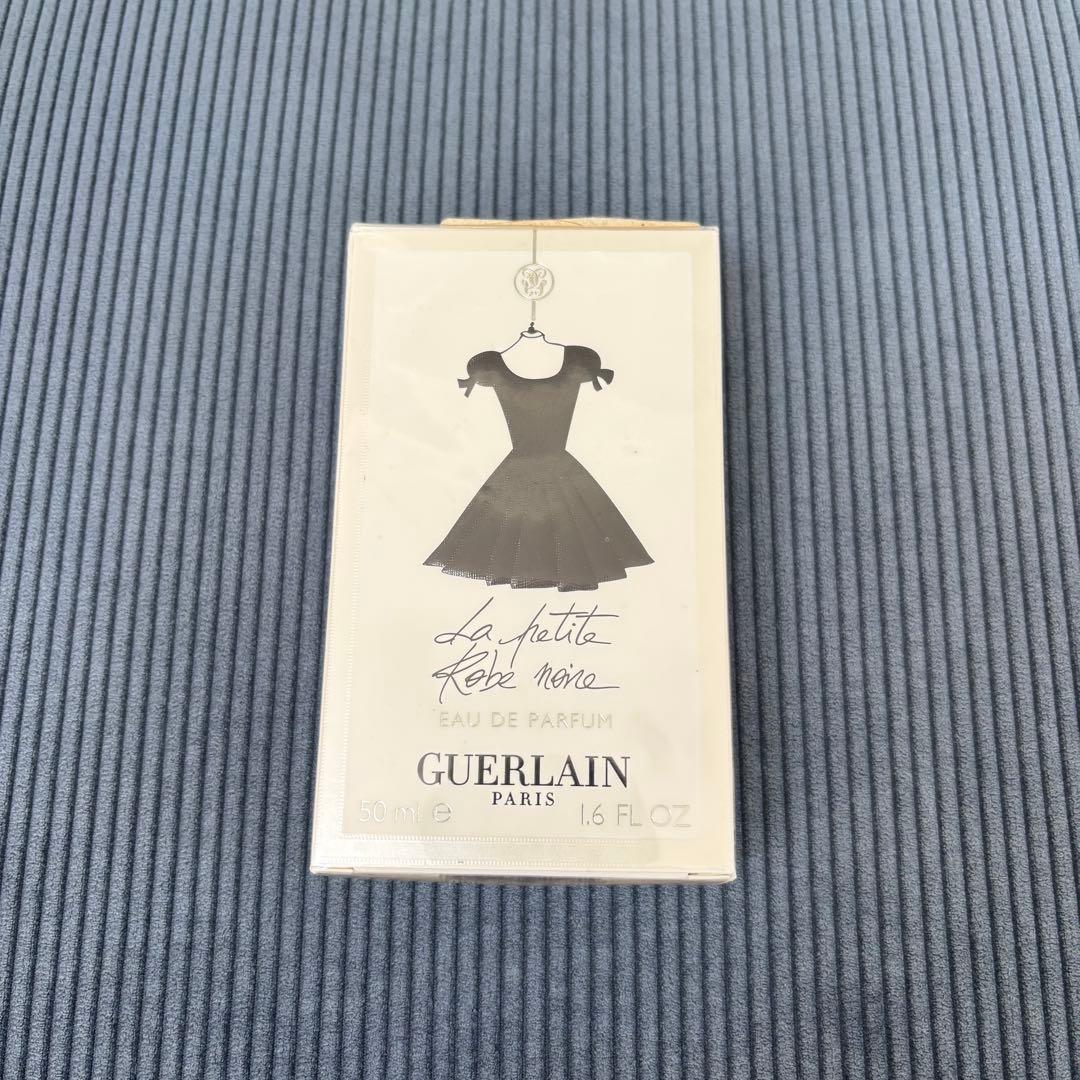 La petite
Robe noire
EAU DE PARFUM
GUERLAIN
PARIS
50 ml ℮ 1.6 FL OZ